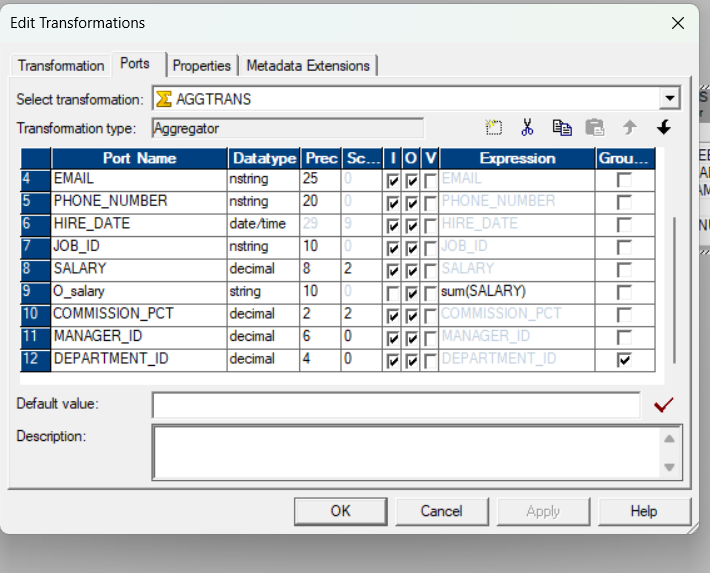 Edit Transformations
Transformation Ports Properties Metadata Extensions
Select transformation: AGGTRANS
Transformation type: Aggregator
Port Name Datatype Prec Sc... I O V Expression Grou...
4 EMAIL nstring 25 0 EMAIL
5 PHONE_NUMBER nstring 20 0 PHONE_NUMBER
6 HIRE_DATE date/time 29 9 HIRE_DATE
7 JOB_ID nstring 10 0 JOB_ID
8 SALARY decimal 8 2 SALARY
9 O_salary string 10 0 sum(SALARY)
10 COMMISSION_PCT decimal 2 2 COMMISSION_PCT
11 MANAGER_ID decimal 6 0 MANAGER_ID
12 DEPARTMENT_ID decimal 4 0 DEPARTMENT_ID
Default value:
Description:
OK Cancel Apply Help